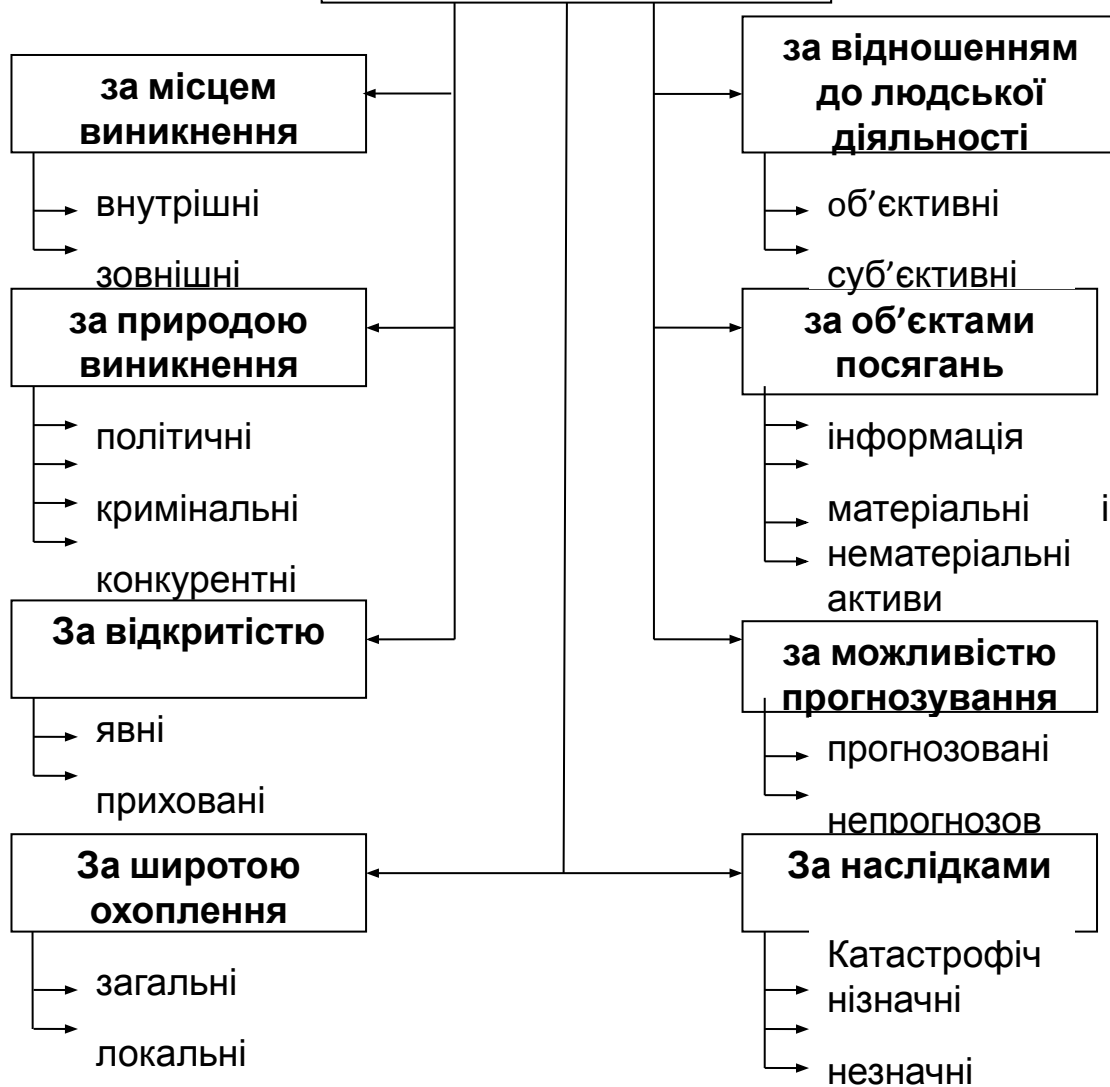 за місцем
виникнення
внутрішні
зовнішні
за природою
виникнення
політичні
кримінальні
конкурентні
За відкритістю
явні
приховані
За широтою
охоплення
загальні
локальні
за відношенням
до людської
діяльності
об’єктивні
суб’єктивні
за об’єктами
посягань
інформація
матеріальні і
нематеріальні
активи
за можливістю
прогнозування
прогнозовані
непрогнозов
За наслідками
Катастрофіч
нізначні
незначні